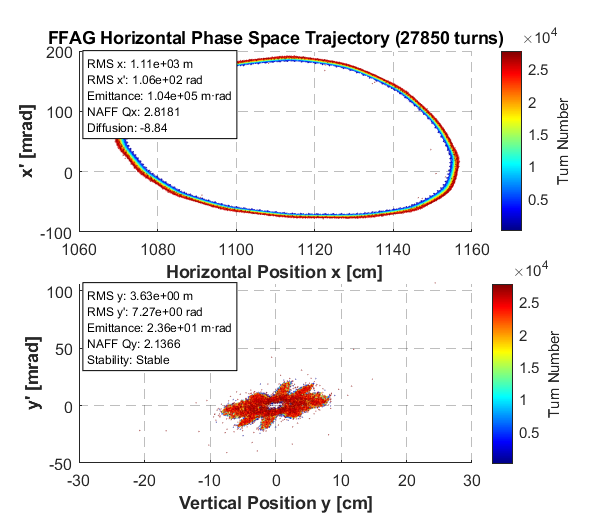 FFAG Horizontal Phase Space Trajectory (27850 turns)
×10⁴
200
100
0
-100
x' [mrad]
RMS x: 1.11e+03 m
RMS x': 1.06e+02 rad
Emittance: 1.04e+05 m·rad
NAFF Qx: 2.8181
Diffusion: -8.84
1060 1080 1100 1120 1140 1160
Horizontal Position x [cm]
2.5
2
1.5
1
0.5
Turn Number
×10⁴
100
50
0
-50
y' [mrad]
RMS y: 3.63e+00 m
RMS y': 7.27e+00 rad
Emittance: 2.36e+01 m·rad
NAFF Qy: 2.1366
Stability: Stable
-30 -20 -10 0 10 20 30
Vertical Position y [cm]
2.5
2
1.5
1
0.5
Turn Number